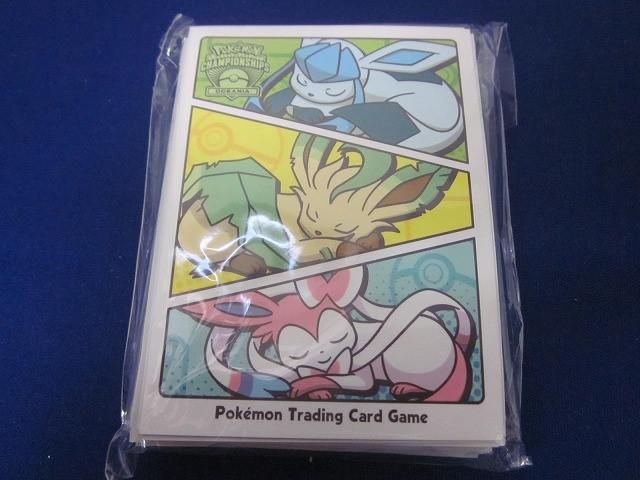 Pokémon
CHAMPIONSHIPS
OCEANIA
Pokémon Trading Card Game